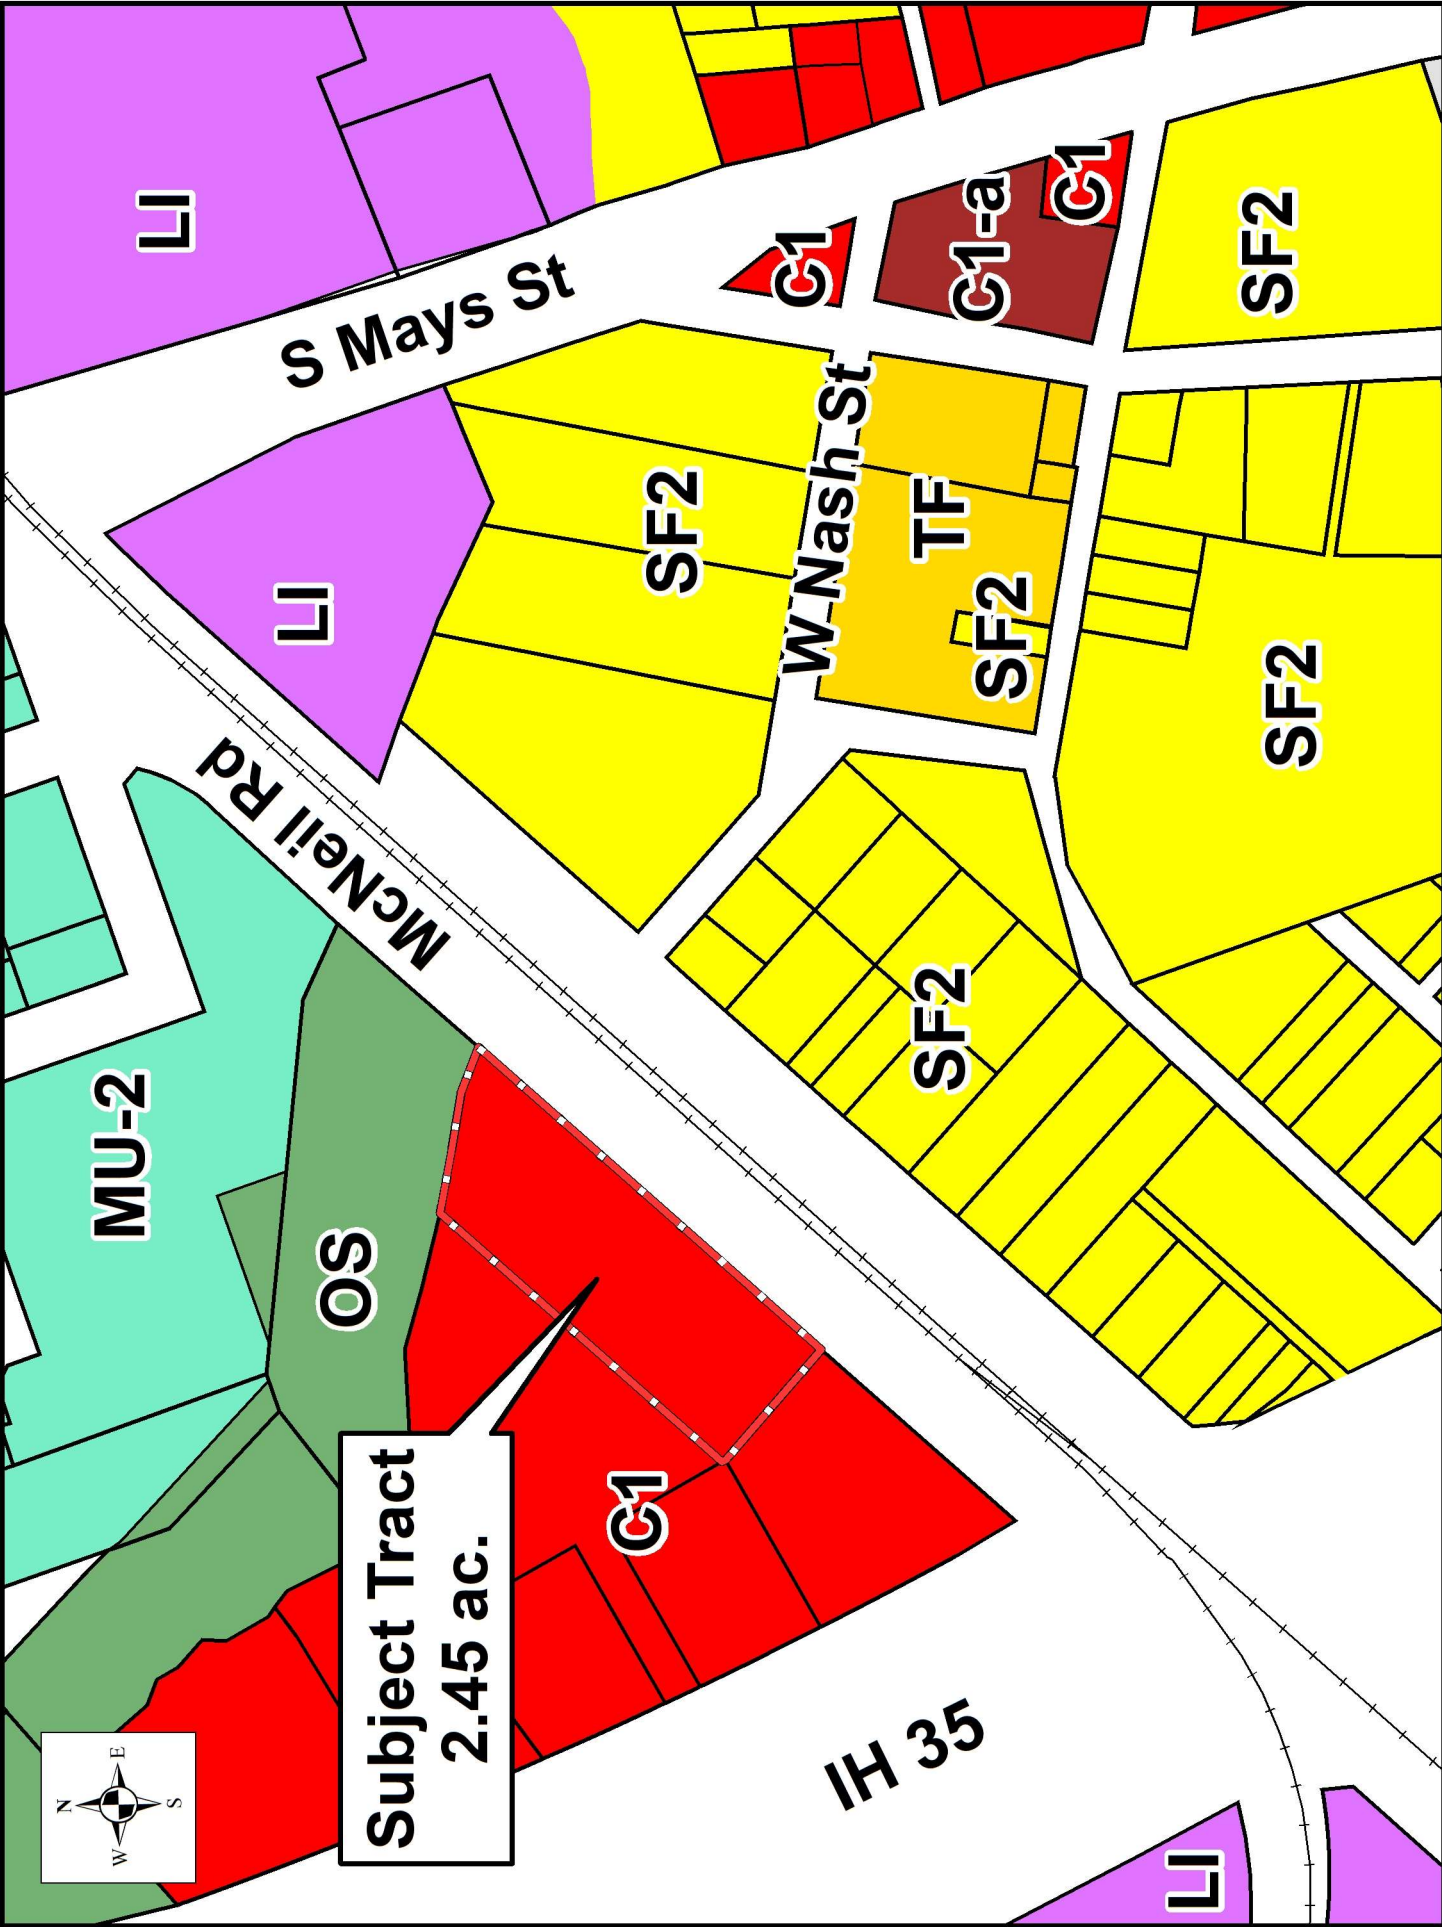 N
W E
S
MU-2
LI
LI
OS
McNeil Rd
S Mays St
Subject Tract
2.45 ac.
C1
SF2
C1
W Nash St
IH 35
SF2
TF
C1-a
SF2
C1
LI
SF2
SF2